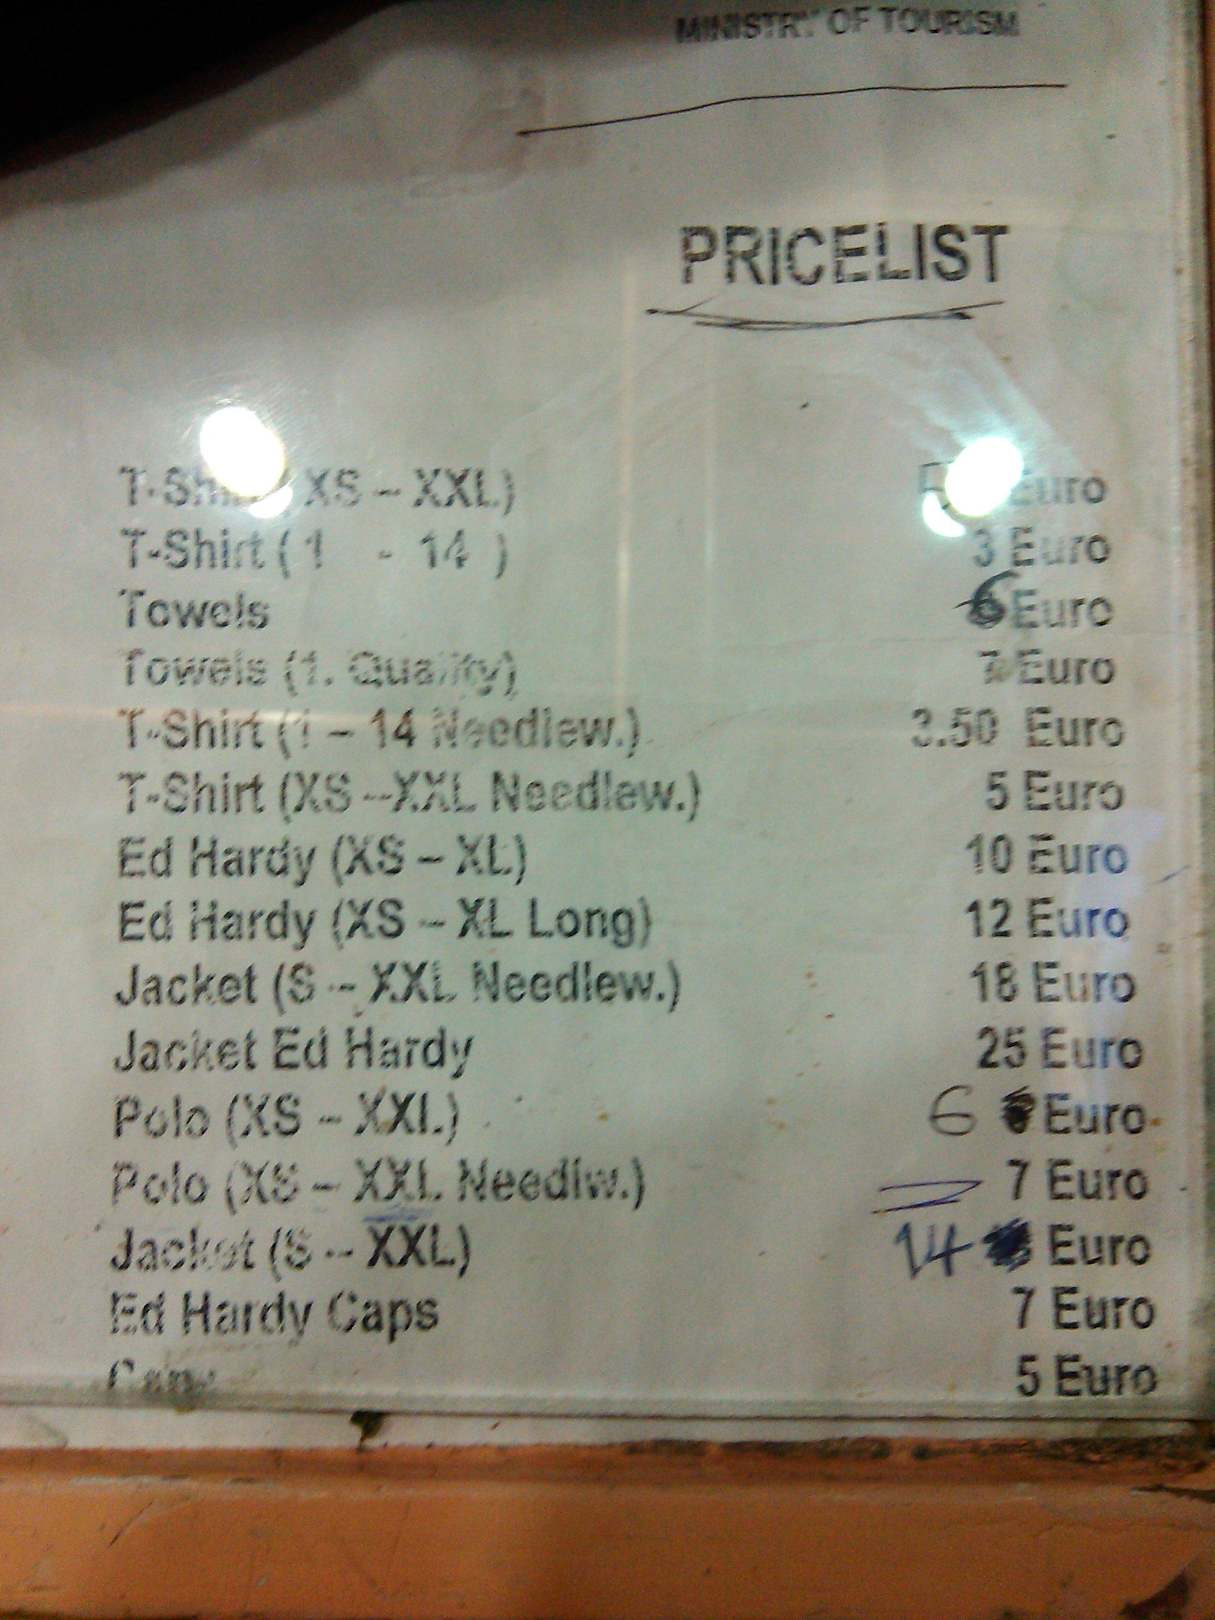 MINISTRY OF TOURISM
PRICELIST
XS - XXL) Euro
T-Shirt ( 1 - 14 ) 3 Euro
Towels 6 Euro
Towels (1. Quality) 7 Euro
T-Shirt (1 - 14 Needlew.) 3.50 Euro
T-Shirt (XS -- XXL Needlew.) 5 Euro
Ed Hardy (XS - XL) 10 Euro
Ed Hardy (XS - XL Long) 12 Euro
Jacket (S -- XXL Needlew.) 18 Euro
Jacket Ed Hardy 25 Euro
Polo (XS - XXL) 6 Euro
Polo (XS - XXL Needlw.) 7 Euro
Jacket (S -- XXL) 14 Euro
Ed Hardy Caps 7 Euro
5 Euro